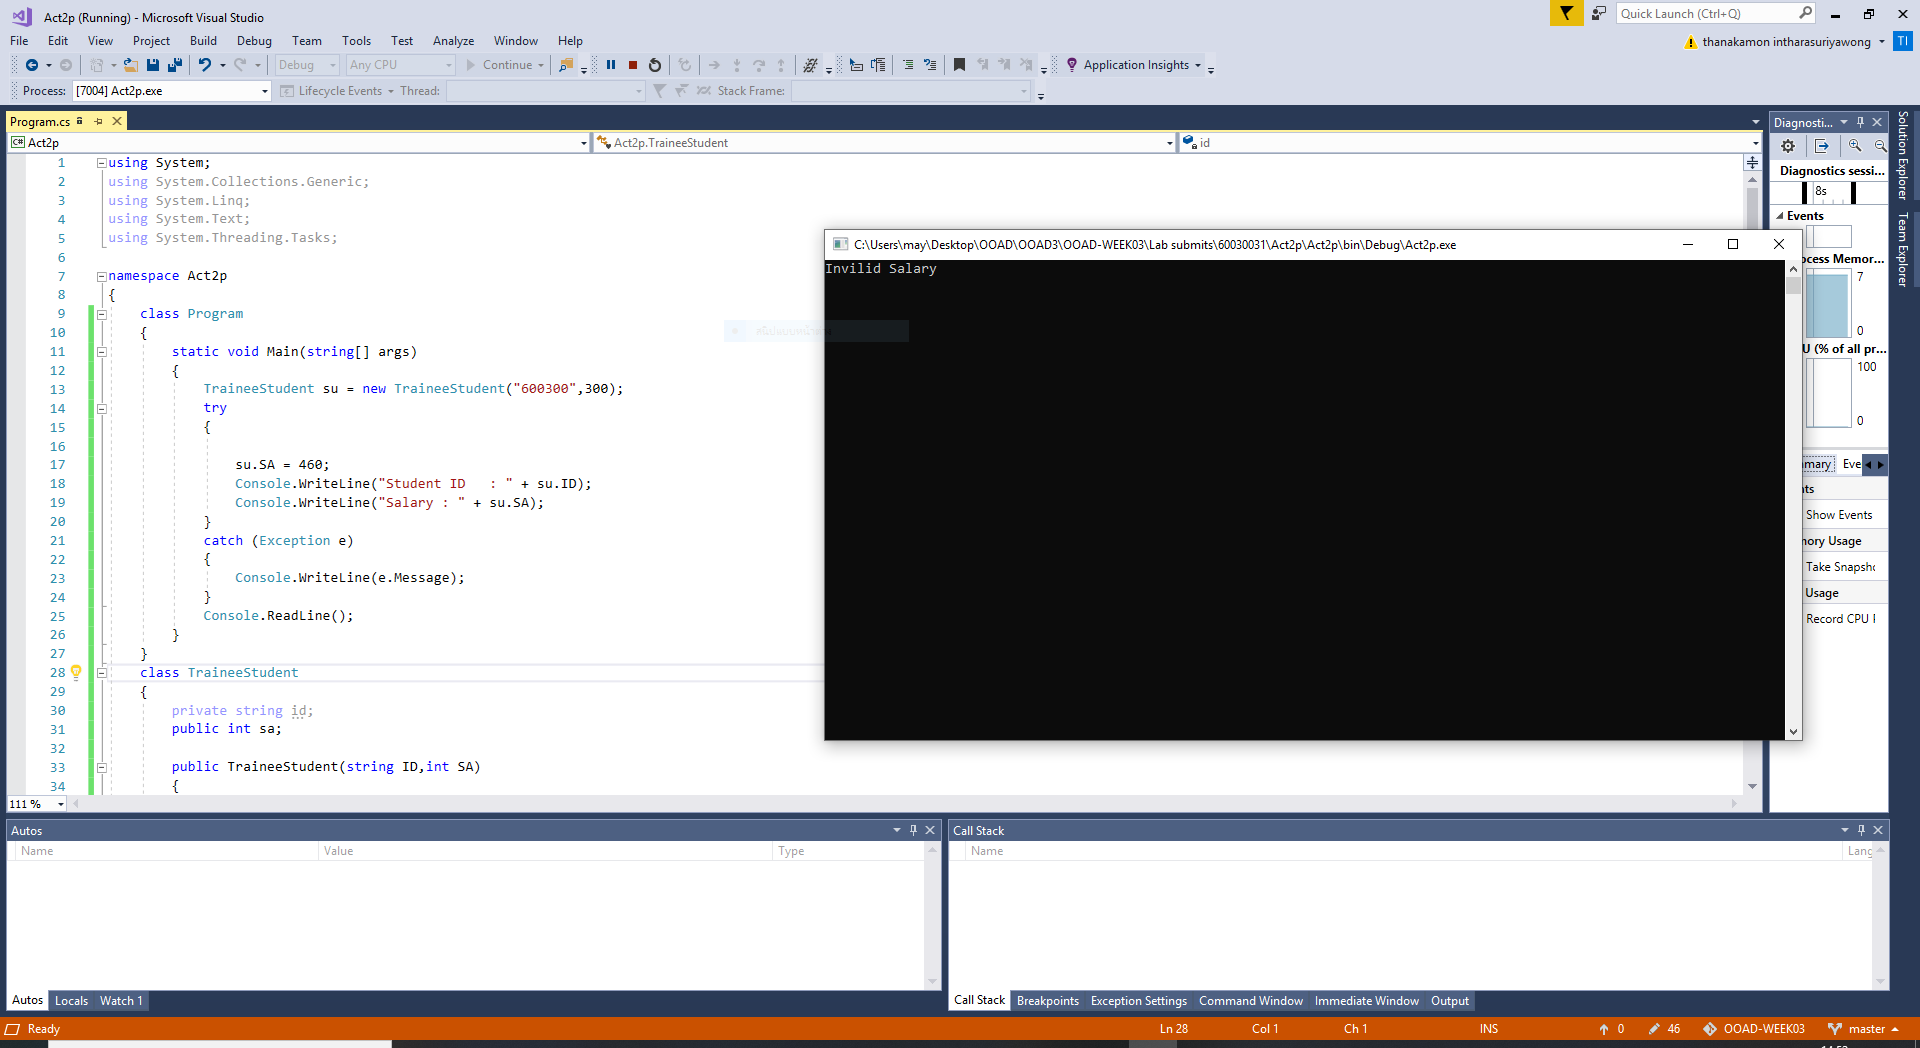 Act2p (Running) - Microsoft Visual Studio
Quick Launch (Ctrl+Q)
File Edit View Project Build Debug Team Tools Test Analyze Window Help
thanakamon intharasuriyawong TI
Debug Any CPU Continue Application Insights
Process: [7004] Act2p.exe Lifecycle Events Thread: Stack Frame:
Program.cs
C# Act2p Act2p.TraineeStudent id
1 using System;
2 using System.Collections.Generic;
3 using System.Linq;
4 using System.Text;
5 using System.Threading.Tasks;
6
7 namespace Act2p
8 {
9 class Program
10 {
11 static void Main(string[] args)
12 {
13 TraineeStudent su = new TraineeStudent("600300",300);
14 try
15 {
16
17 su.SA = 460;
18 Console.WriteLine("Student ID   : " + su.ID);
19 Console.WriteLine("Salary : " + su.SA);
20 }
21 catch (Exception e)
22 {
23 Console.WriteLine(e.Message);
24 }
25 Console.ReadLine();
26 }
27 }
28 class TraineeStudent
29 {
30 private string id;
31 public int sa;
32
33 public TraineeStudent(string ID,int SA)
34 {
111 %
C:\Users\may\Desktop\OOAD\OOAD3\OOAD-WEEK03\Lab submits\60030031\Act2p\Act2p\bin\Debug\Act2p.exe
Invilid Salary
Diagnosti...
Diagnostics sessi...
8s
Events
ocess Memor...
7
0
U (% of all pr...
100
0
mmary Eve
nts
Show Events
mory Usage
Take Snapsh
Usage
Record CPU
Solution Explorer
Team Explorer
Autos
Name Value Type
Autos Locals Watch 1
Call Stack
Name Lang
Call Stack Breakpoints Exception Settings Command Window Immediate Window Output
Ready Ln 28 Col 1 Ch 1 INS 0 46 OOAD-WEEK03 master